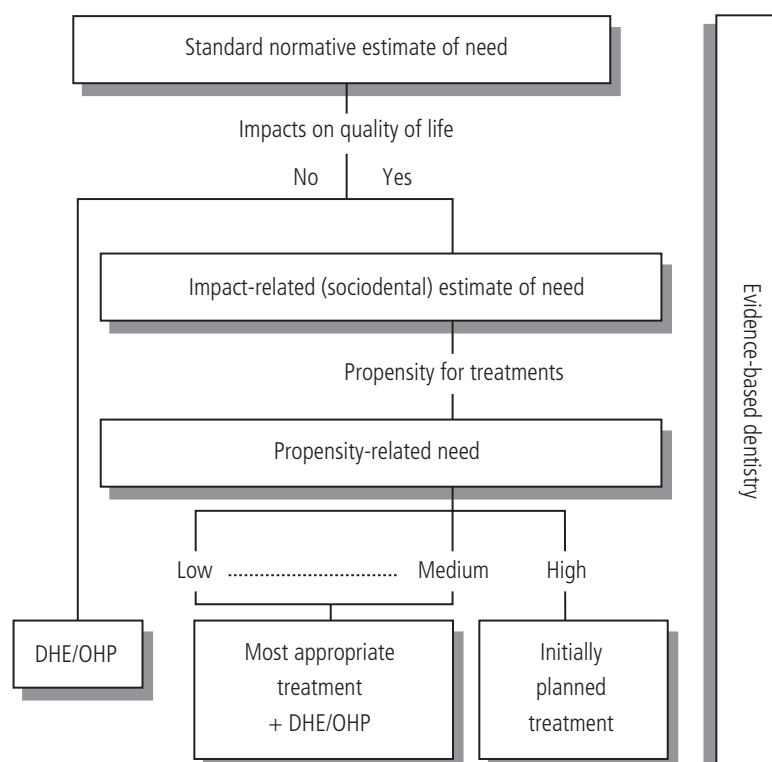 Standard normative estimate of need
Impacts on quality of life
No Yes
Impact-related (sociodental) estimate of need
Propensity for treatments
Propensity-related need
Low ........................... Medium High
DHE/OHP
Most appropriate
treatment
+ DHE/OHP
Initially
planned
treatment
Evidence-based dentistry